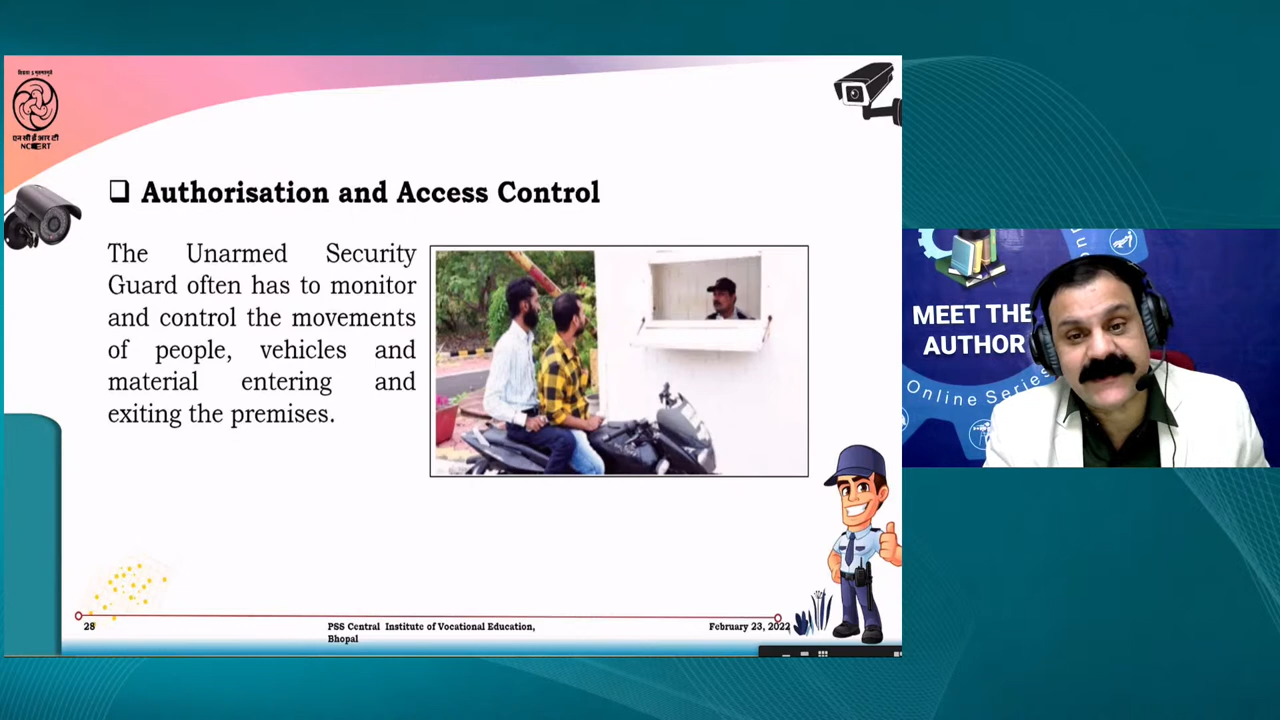 एन सी ई आर टी
NCERT
❑ Authorisation and Access Control
The Unarmed Security
Guard often has to monitor
and control the movements
of people, vehicles and
material entering and
exiting the premises.
28
PSS Central Institute of Vocational Education,
Bhopal
February 23, 2022
MEET THE
AUTHOR
Online Series